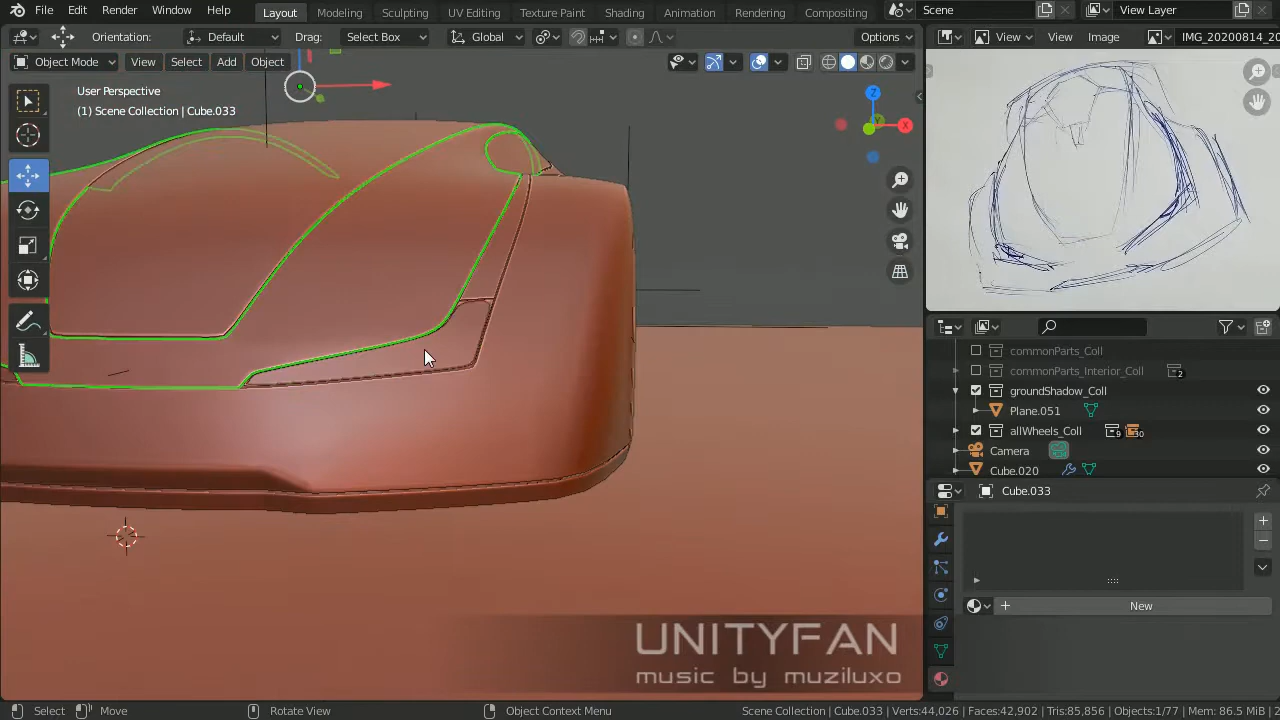 File Edit Render Window Help
Layout Modeling Sculpting UV Editing Texture Paint Shading Animation Rendering Compositing
Scene View Layer
Orientation: Default Drag: Select Box Global Options
View View Image IMG_20200814_20
Object Mode View Select Add Object
User Perspective
(1) Scene Collection | Cube.033
Z
Y
X
commonParts_Coll
commonParts_Interior_Coll 2
groundShadow_Coll
Plane.051
allWheels_Coll 9 30
Camera
Cube.020
Cube.033
New
UNITYFAN
music by muziluxo
Select Move Rotate View Object Context Menu
Scene Collection | Cube.033 | Verts:44,026 | Faces:42,902 | Tris:85,856 | Objects:1/77 | Mem: 86.5 MiB | 2